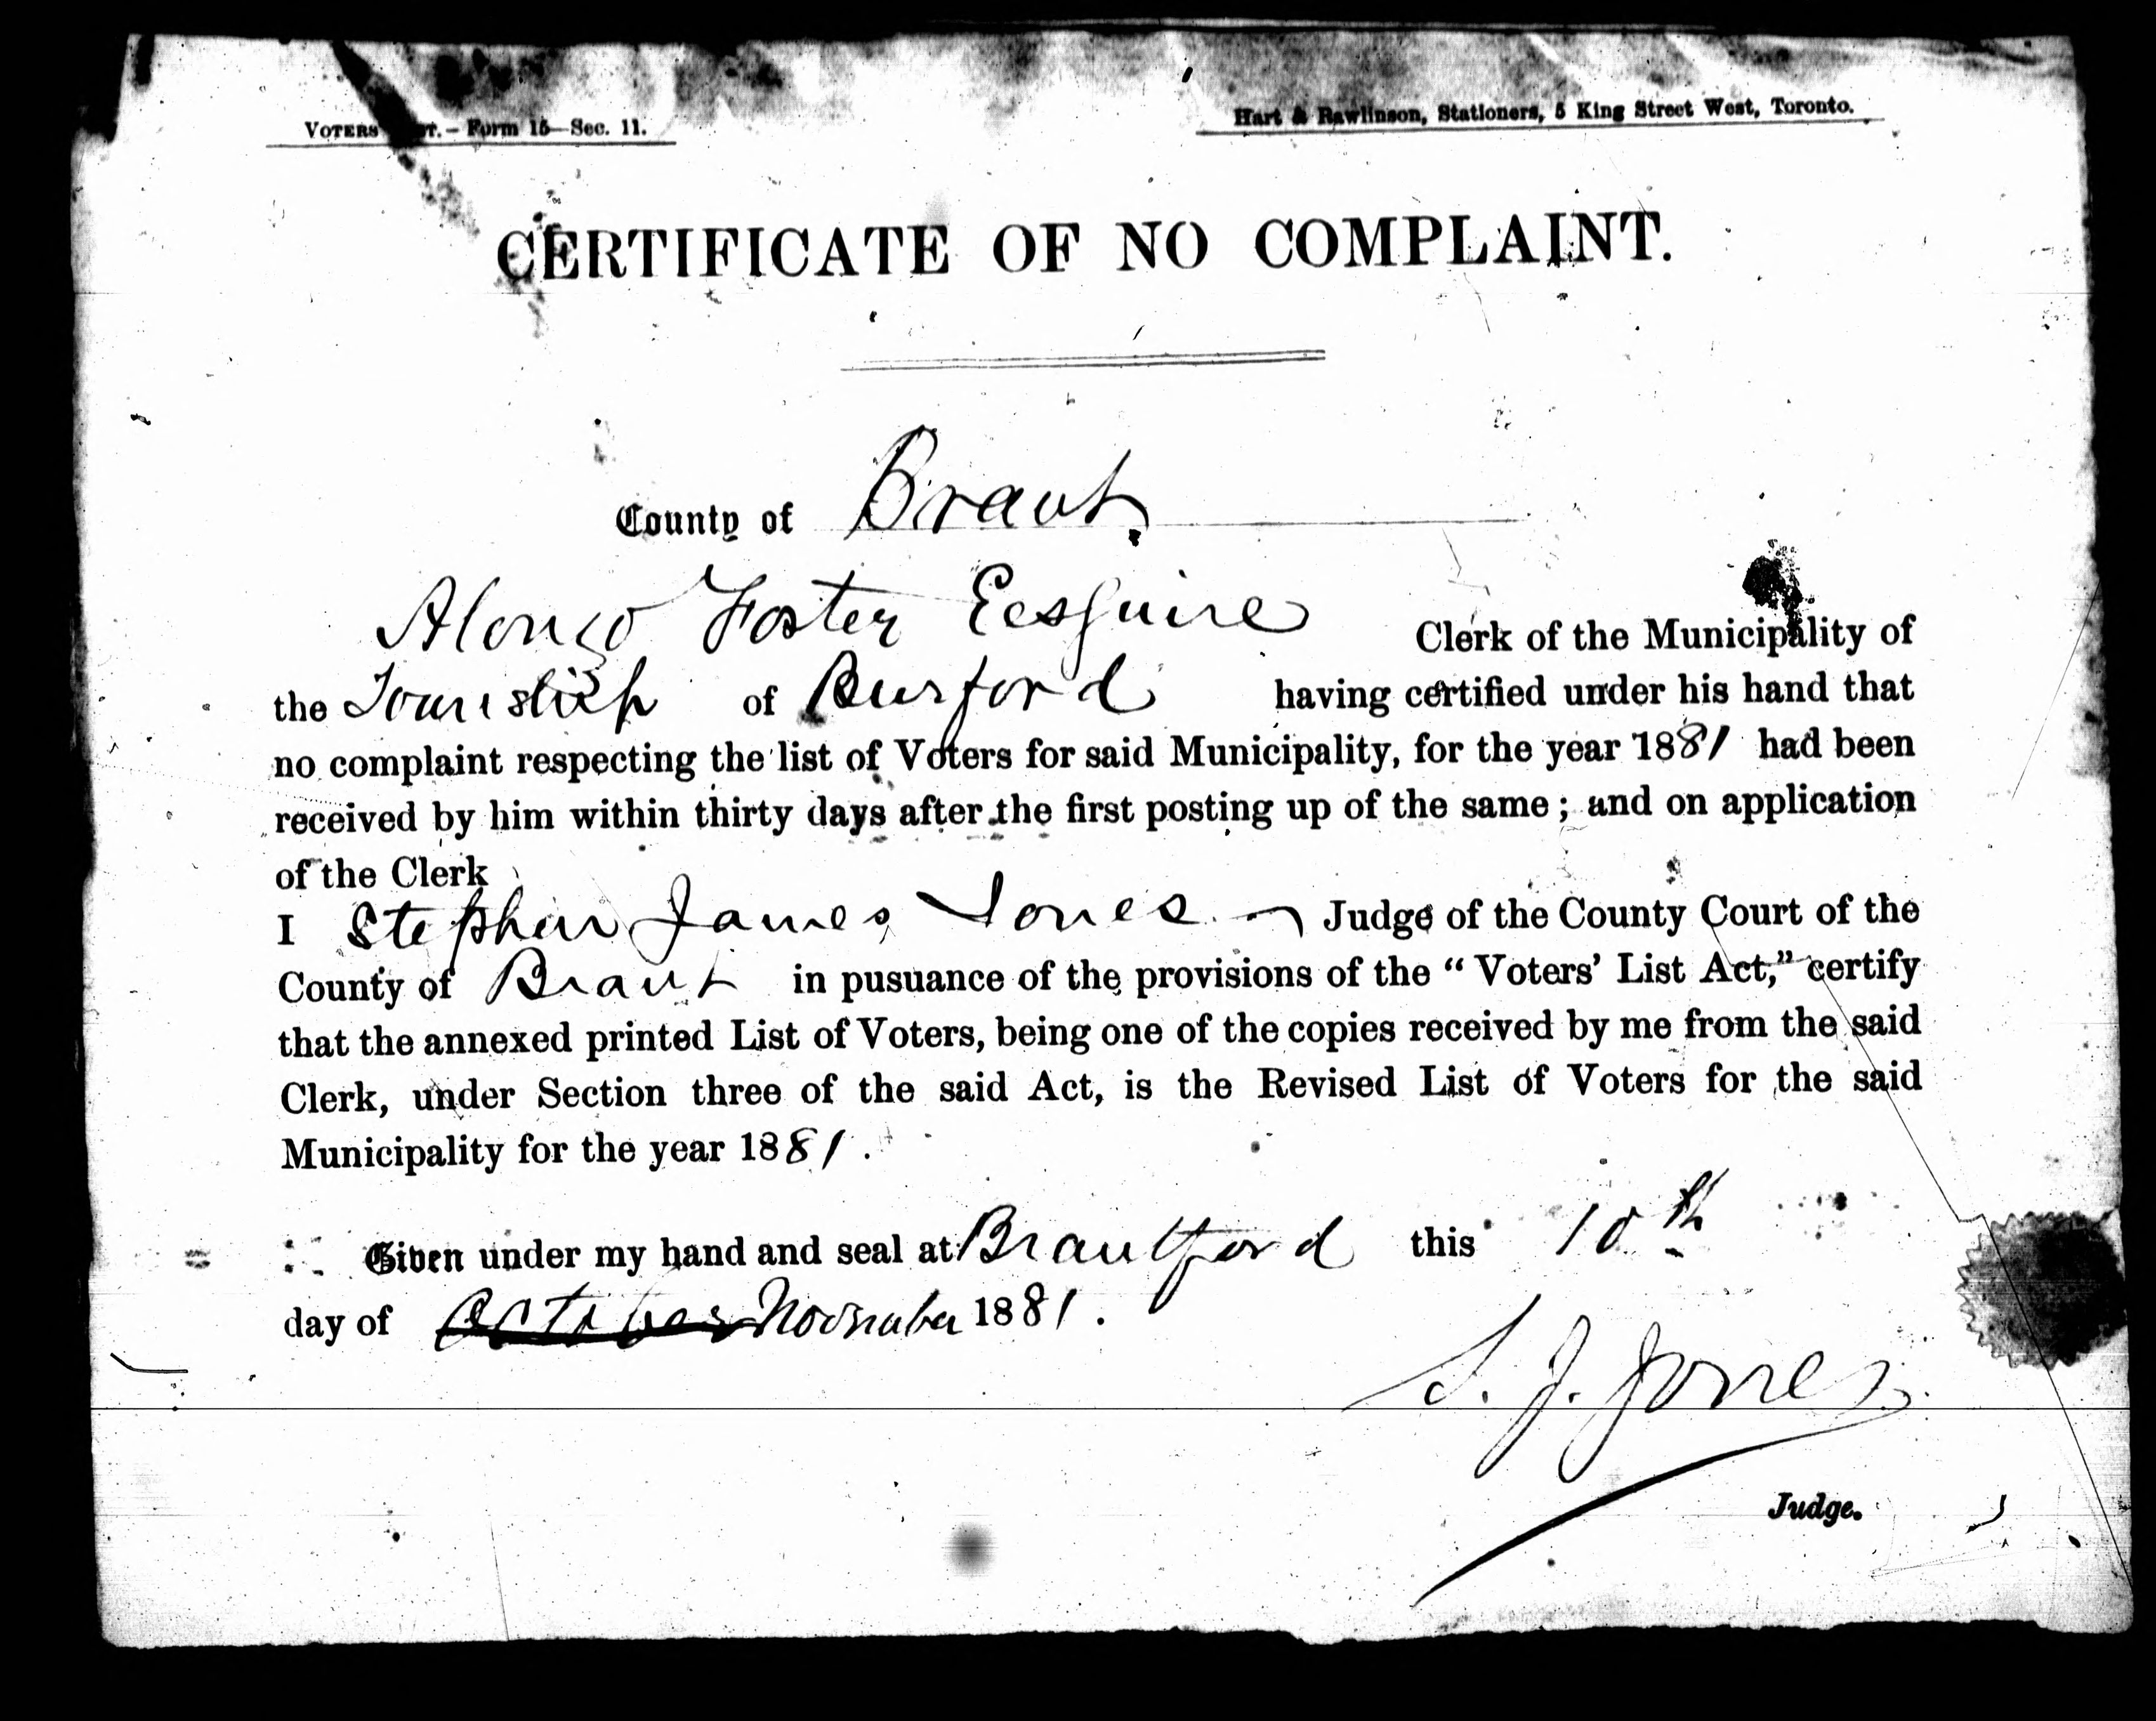 VOTERS — Form 15—Sec. 11.
Hart & Rawlinson, Stationers, 5 King Street West, Toronto.
CERTIFICATE OF NO COMPLAINT.
County of Brant
Alonzo Foster Eesquire Clerk of the Municipality of
the Township of Burford having certified under his hand that
no complaint respecting the list of Voters for said Municipality, for the year 1881 had been
received by him within thirty days after the first posting up of the same; and on application
of the Clerk
I Stephen James Jones Judge of the County Court of the
County of Brant in pusuance of the provisions of the “Voters’ List Act,” certify
that the annexed printed List of Voters, being one of the copies received by me from the said
Clerk, under Section three of the said Act, is the Revised List of Voters for the said
Municipality for the year 1881.
Given under my hand and seal at Brantford this 10th
day of October November 1881.
S. J. Jones
Judge.